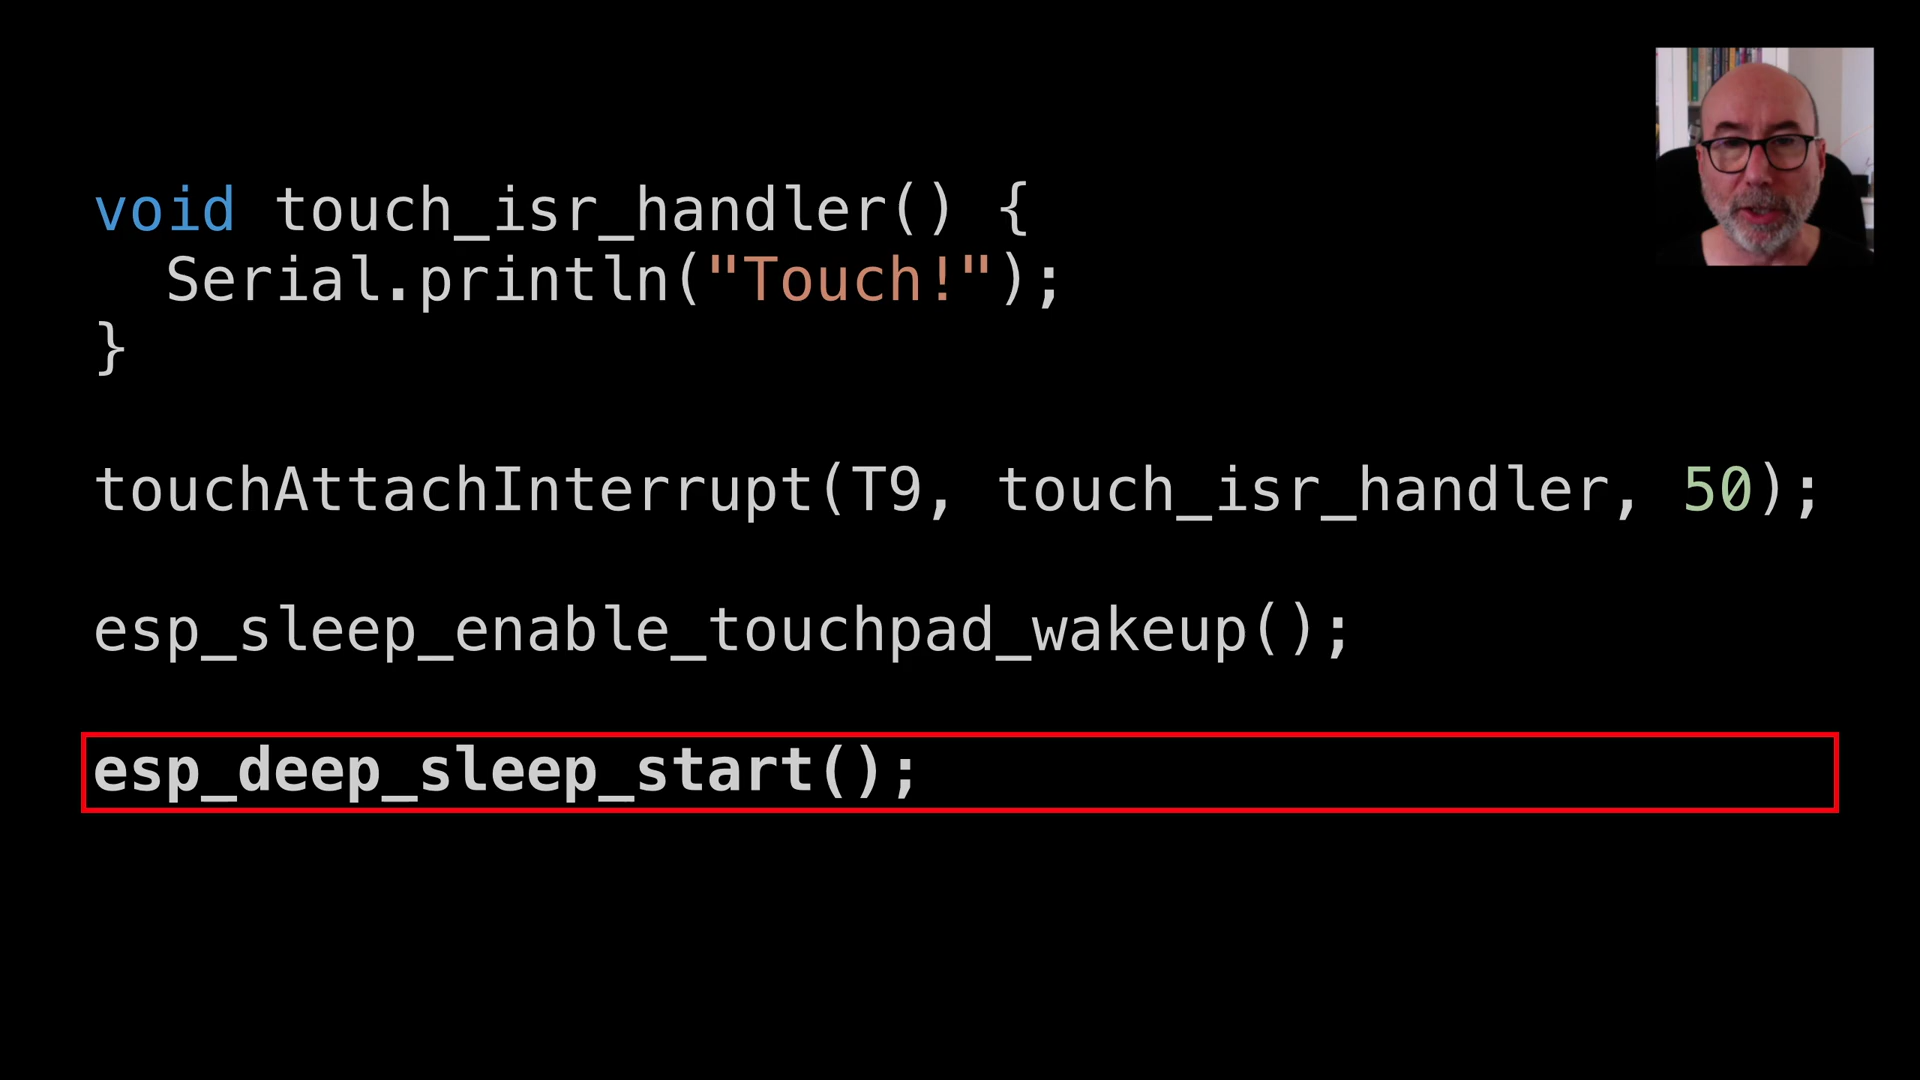 void touch_isr_handler() {
  Serial.println("Touch!");
}
touchAttachInterrupt(T9, touch_isr_handler, 50);
esp_sleep_enable_touchpad_wakeup();
esp_deep_sleep_start();